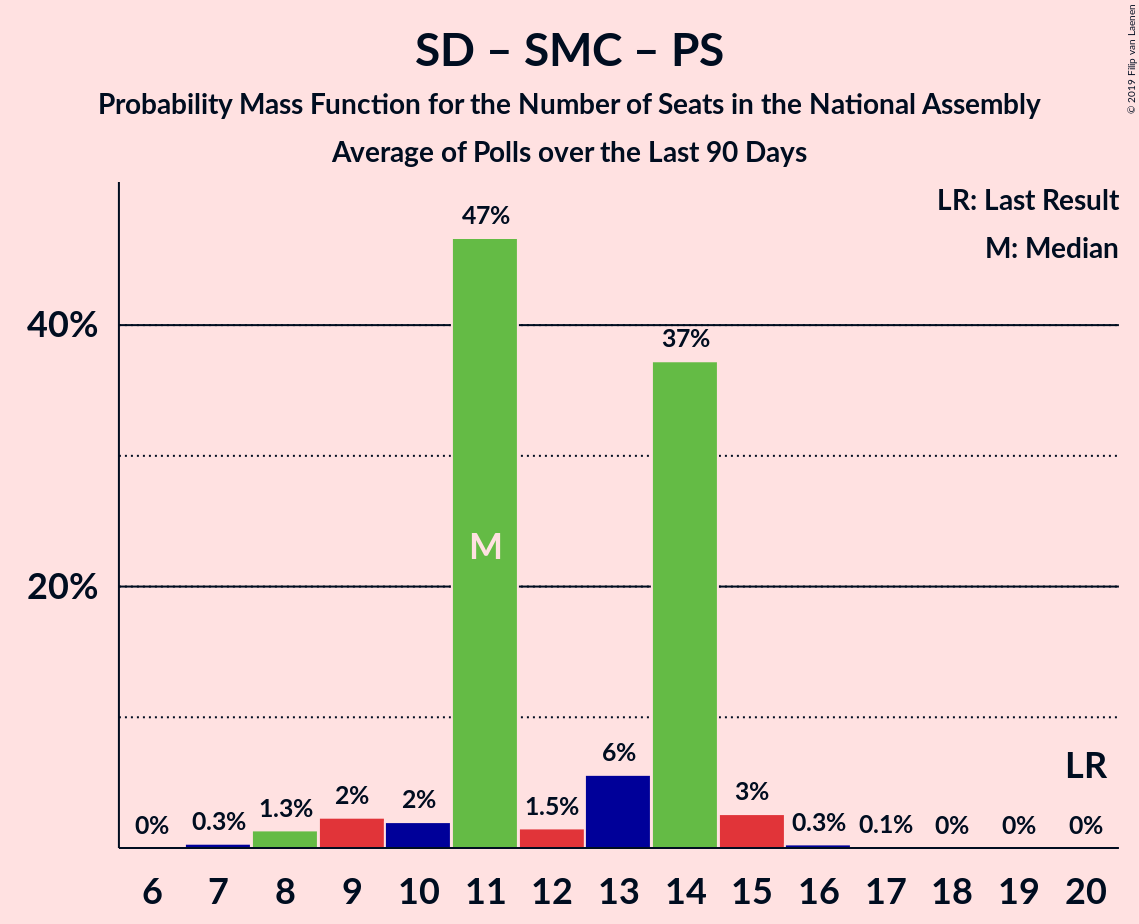 SD – SMC – PS
Probability Mass Function for the Number of Seats in the National Assembly
Average of Polls over the Last 90 Days
© 2019 Filip van Laenen
LR: Last Result
M: Median
47%
40%
37%
M
20%
LR
6%
3%
2%
2%
1.3%
1.5%
0.3%
0%
0.3%
0.1%
0%
0%
0%
6 7 8 9 10 11 12 13 14 15 16 17 18 19 20